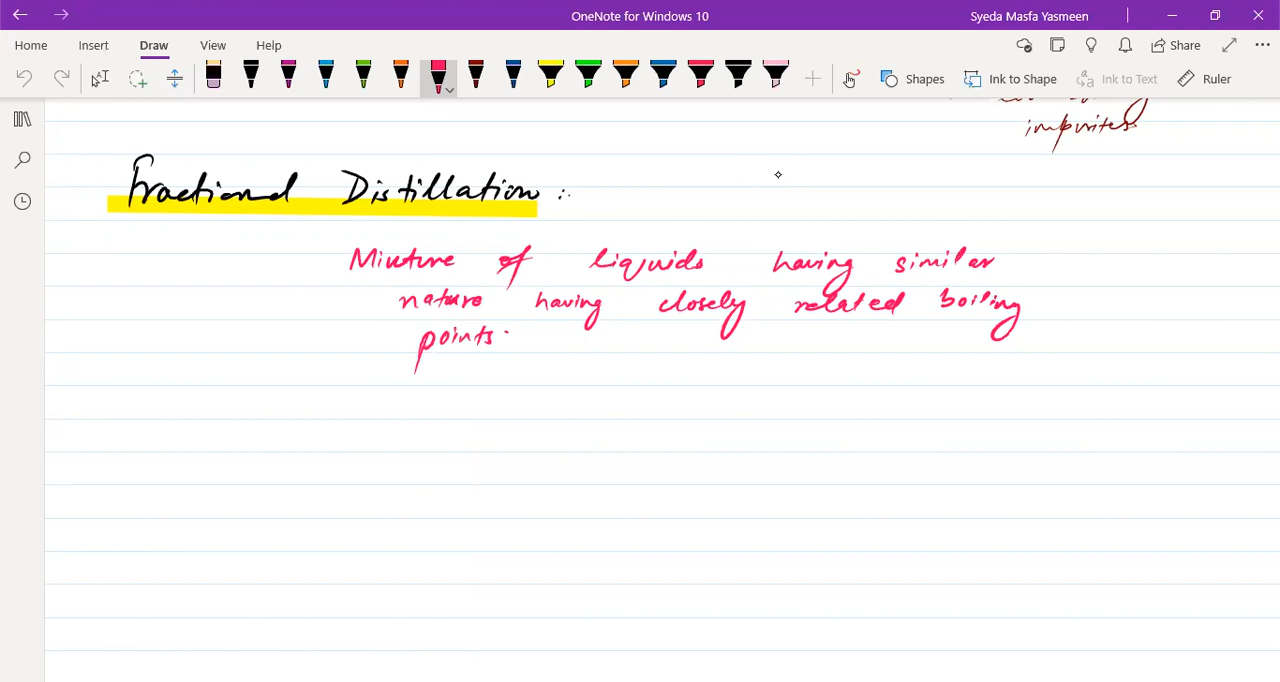 OneNote for Windows 10
Syeda Masfa Yasmeen
Home Insert Draw View Help
Share
Shapes Ink to Shape Ink to Text Ruler
impurites
Fractional Distillation :
Mixture of liquids having similar
nature having closely related boiling
points.